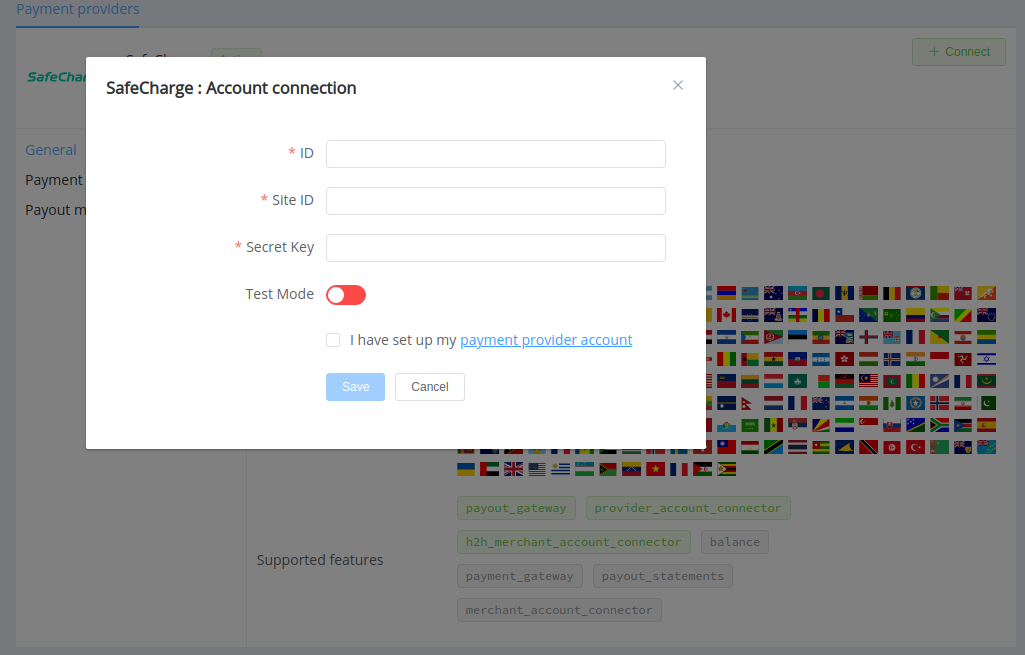 Payment providers
Connect
SafeCharge : Account connection
* ID
* Site ID
* Secret Key
Test Mode
I have set up my payment provider account
Save
Cancel
General
Payment
Payout
payout_gateway
provider_account_connector
h2h_merchant_account_connector
balance
Supported features
payment_gateway
payout_statements
merchant_account_connector